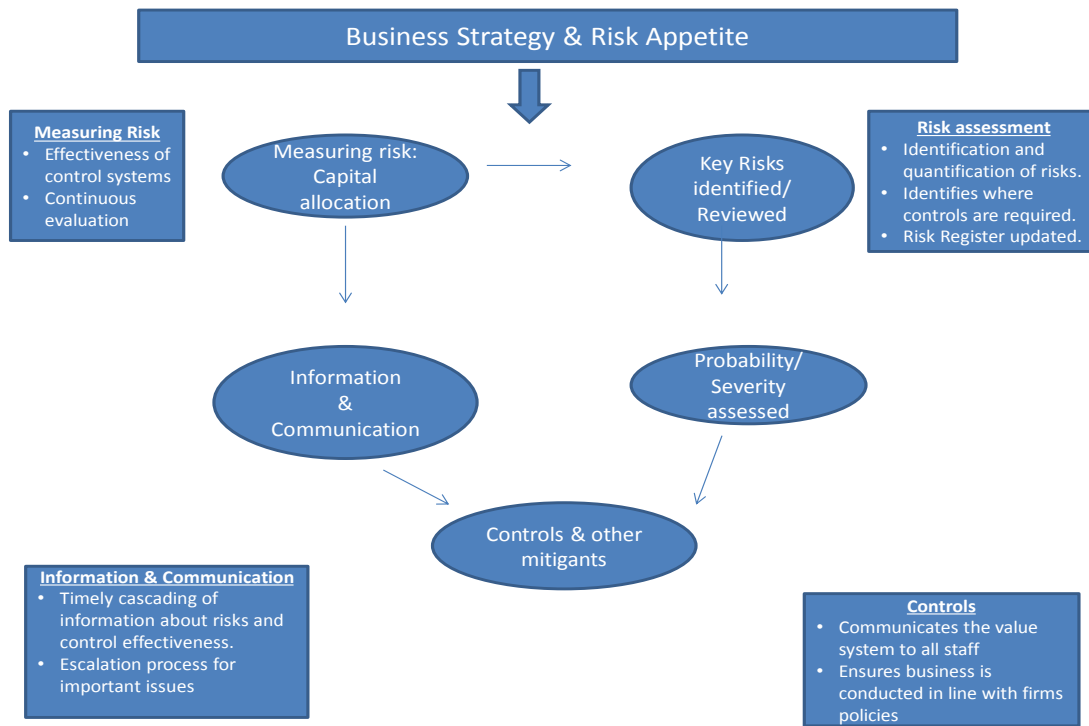 Business Strategy & Risk Appetite
Measuring Risk
• Effectiveness of
control systems
• Continuous
evaluation
Measuring risk:
Capital
allocation
Key Risks
identified/
Reviewed
Risk assessment
• Identification and
quantification of risks.
• Identifies where
controls are required.
• Risk Register updated.
Information
&
Communication
Probability/
Severity
assessed
Controls & other
mitigants
Information & Communication
• Timely cascading of
information about risks and
control effectiveness.
• Escalation process for
important issues
Controls
• Communicates the value
system to all staff
• Ensures business is
conducted in line with firms
policies